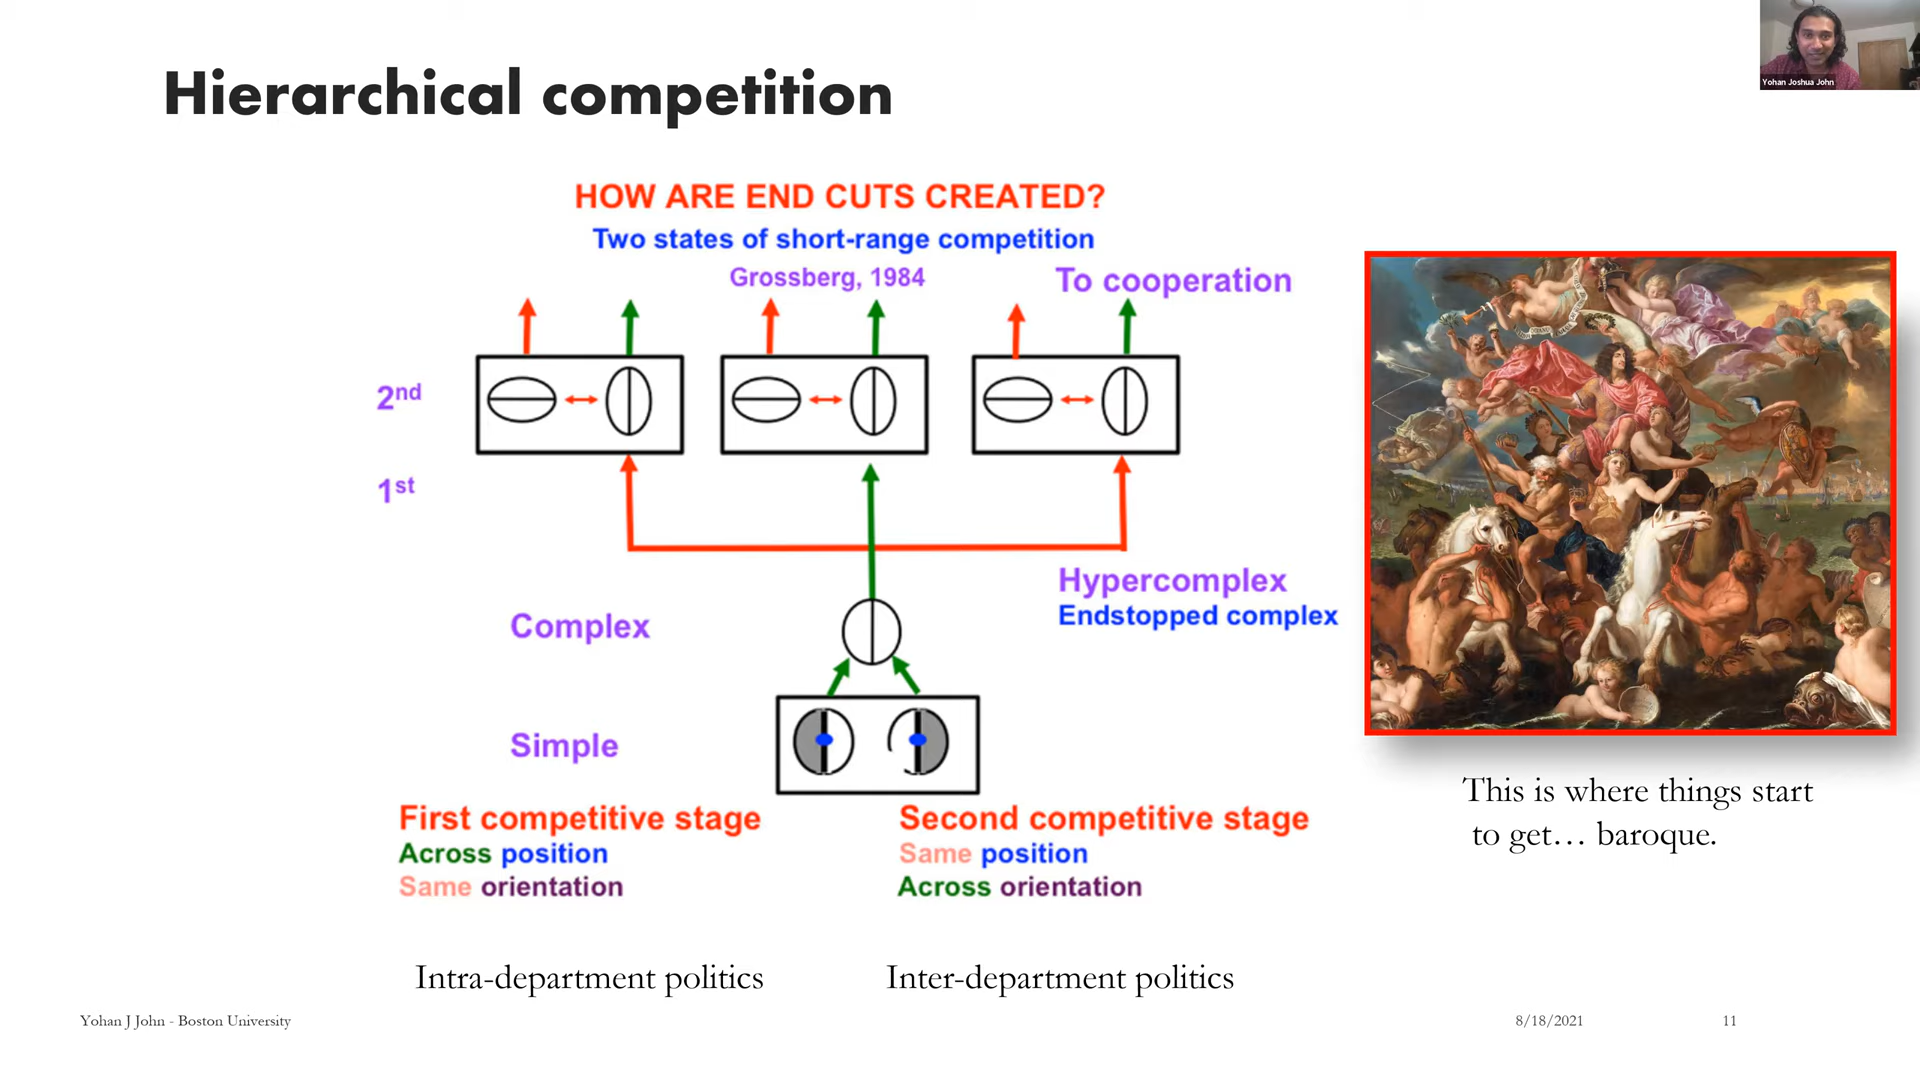 Yohan Joshua John
Hierarchical competition
HOW ARE END CUTS CREATED?
Two states of short-range competition
Grossberg, 1984
To cooperation
2nd
1st
Hypercomplex
Endstopped complex
Complex
Simple
First competitive stage
Across position
Same orientation
Second competitive stage
Same position
Across orientation
This is where things start
to get… baroque.
Intra-department politics
Inter-department politics
Yohan J John - Boston University
8/18/2021
11